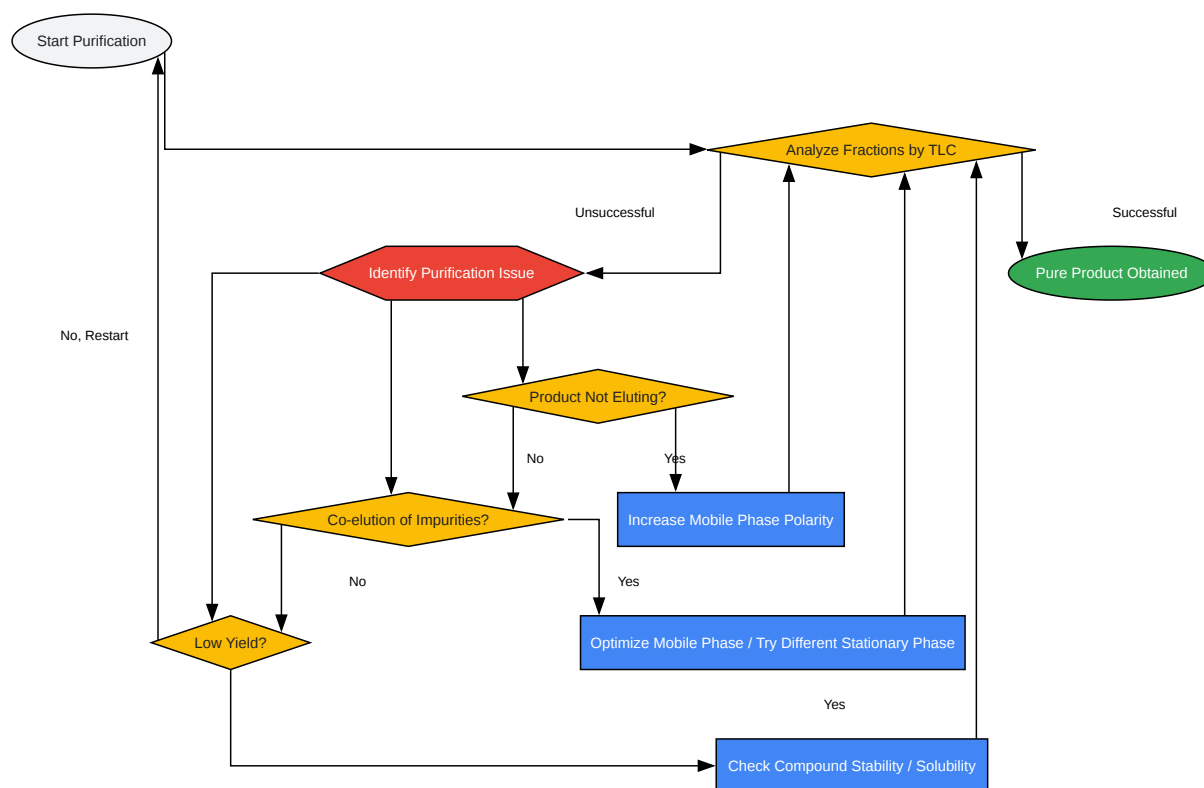 Start Purification
Analyze Fractions by TLC
Unsuccessful
Successful
Identify Purification Issue
Pure Product Obtained
No, Restart
Product Not Eluting?
No
Yes
Co-elution of Impurities?
Increase Mobile Phase Polarity
No
Yes
Low Yield?
Optimize Mobile Phase / Try Different Stationary Phase
Yes
Check Compound Stability / Solubility